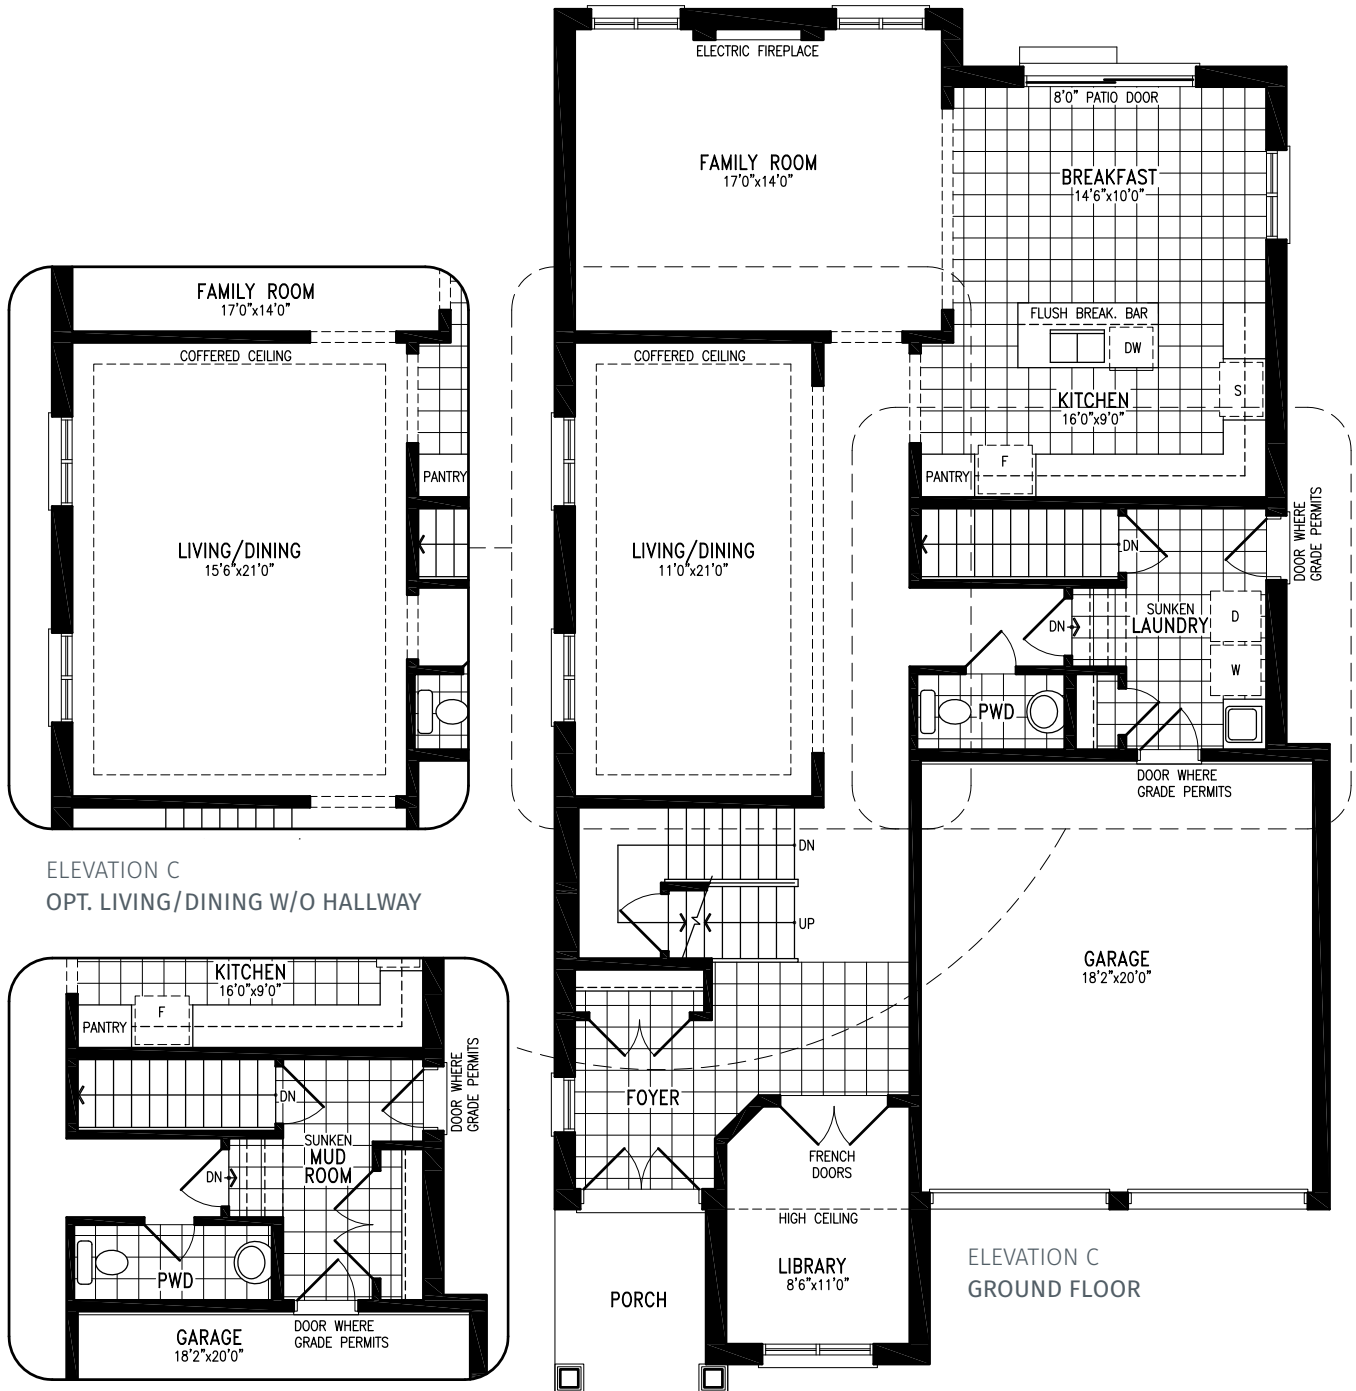 ELECTRIC FIREPLACE
8'0" PATIO DOOR
FAMILY ROOM
17'0"x14'0"
BREAKFAST
14'6"x10'0"
FLUSH BREAK. BAR
DW
S
KITCHEN
16'0"x9'0"
F
PANTRY
COFFERED CEILING
LIVING/DINING
11'0"x21'0"
DN
DOOR WHERE
GRADE PERMITS
SUNKEN
LAUNDRY
D
W
DN
PWD
DOOR WHERE
GRADE PERMITS
DN
UP
GARAGE
18'2"x20'0"
FOYER
FRENCH
DOORS
HIGH CEILING
LIBRARY
8'6"x11'0"
PORCH
ELEVATION C
GROUND FLOOR
FAMILY ROOM
17'0"x14'0"
COFFERED CEILING
PANTRY
LIVING/DINING
15'6"x21'0"
ELEVATION C
OPT. LIVING/DINING W/O HALLWAY
KITCHEN
16'0"x9'0"
F
PANTRY
DN
DOOR WHERE
GRADE PERMITS
SUNKEN
MUD
ROOM
DN
PWD
DOOR WHERE
GRADE PERMITS
GARAGE
18'2"x20'0"